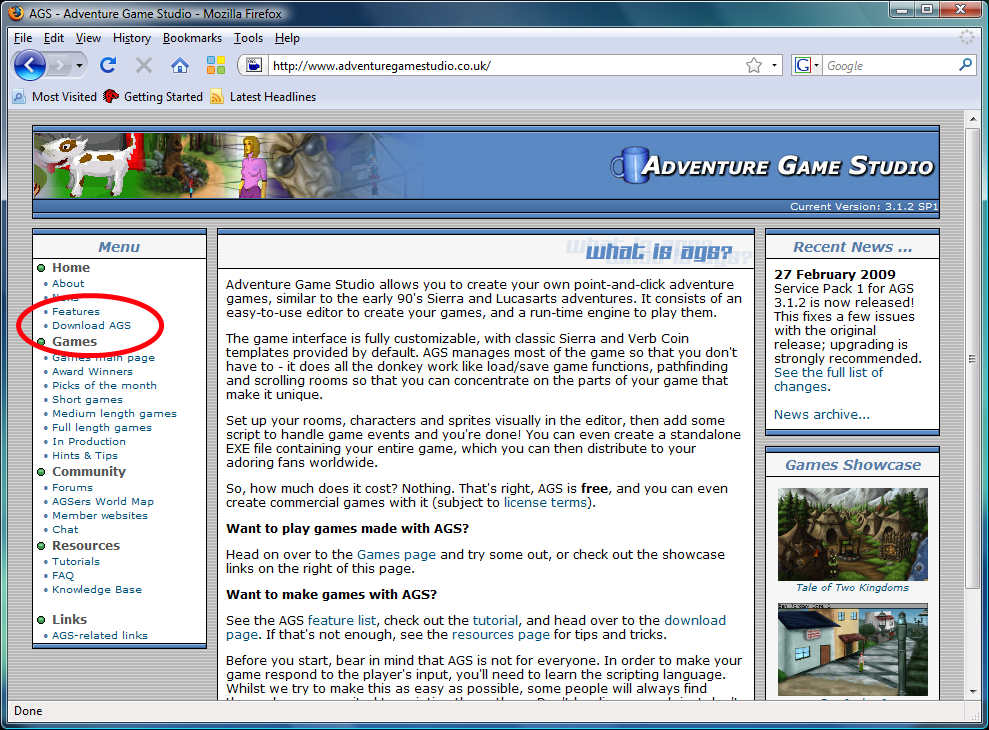 AGS - Adventure Game Studio - Mozilla Firefox
File Edit View History Bookmarks Tools Help
http://www.adventuregamestudio.co.uk/
G
Google
Most Visited Getting Started Latest Headlines
Adventure Game Studio
Current Version: 3.1.2 SP1
Menu
Home
About
News
Features
Download AGS
Games
Games main page
Award Winners
Picks of the month
Short games
Medium length games
Full length games
In Production
Hints & Tips
Community
Forums
AGSers World Map
Member websites
Chat
Resources
Tutorials
FAQ
Knowledge Base
Links
AGS-related links
what is ags?
Adventure Game Studio allows you to create your own point-and-click adventure
games, similar to the early 90's Sierra and Lucasarts adventures. It consists of an
easy-to-use editor to create your games, and a run-time engine to play them.
The game interface is fully customizable, with classic Sierra and Verb Coin
templates provided by default. AGS manages most of the game so that you don't
have to - it does all the donkey work like load/save game functions, pathfinding
and scrolling rooms so that you can concentrate on the parts of your game that
make it unique.
Set up your rooms, characters and sprites visually in the editor, then add some
script to handle game events and you're done! You can even create a standalone
EXE file containing your entire game, which you can then distribute to your
adoring fans worldwide.
So, how much does it cost? Nothing. That's right, AGS is free, and you can even
create commercial games with it (subject to license terms).
Want to play games made with AGS?
Head on over to the Games page and try some out, or check out the showcase
links on the right of this page.
Want to make games with AGS?
See the AGS feature list, check out the tutorial, and head over to the download
page. If that's not enough, see the resources page for tips and tricks.
Before you start, bear in mind that AGS is not for everyone. In order to make your
game respond to the player's input, you'll need to learn the scripting language.
Whilst we try to make this as easy as possible, some people will always find
Recent News ...
27 February 2009
Service Pack 1 for AGS
3.1.2 is now released!
This fixes a few issues
with the original
release; upgrading is
strongly recommended.
See the full list of
changes.
News archive...
Games Showcase
Tale of Two Kingdoms
Done